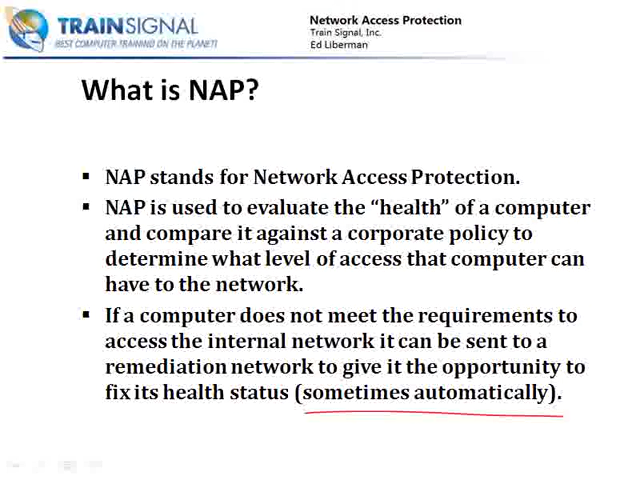 TRAINSIGNAL
BEST COMPUTER TRAINING ON THE PLANET!
Network Access Protection
Train Signal, Inc.
Ed Liberman
What is NAP?
▪ NAP stands for Network Access Protection.
▪ NAP is used to evaluate the “health” of a computer
and compare it against a corporate policy to
determine what level of access that computer can
have to the network.
▪ If a computer does not meet the requirements to
access the internal network it can be sent to a
remediation network to give it the opportunity to
fix its health status (sometimes automatically).